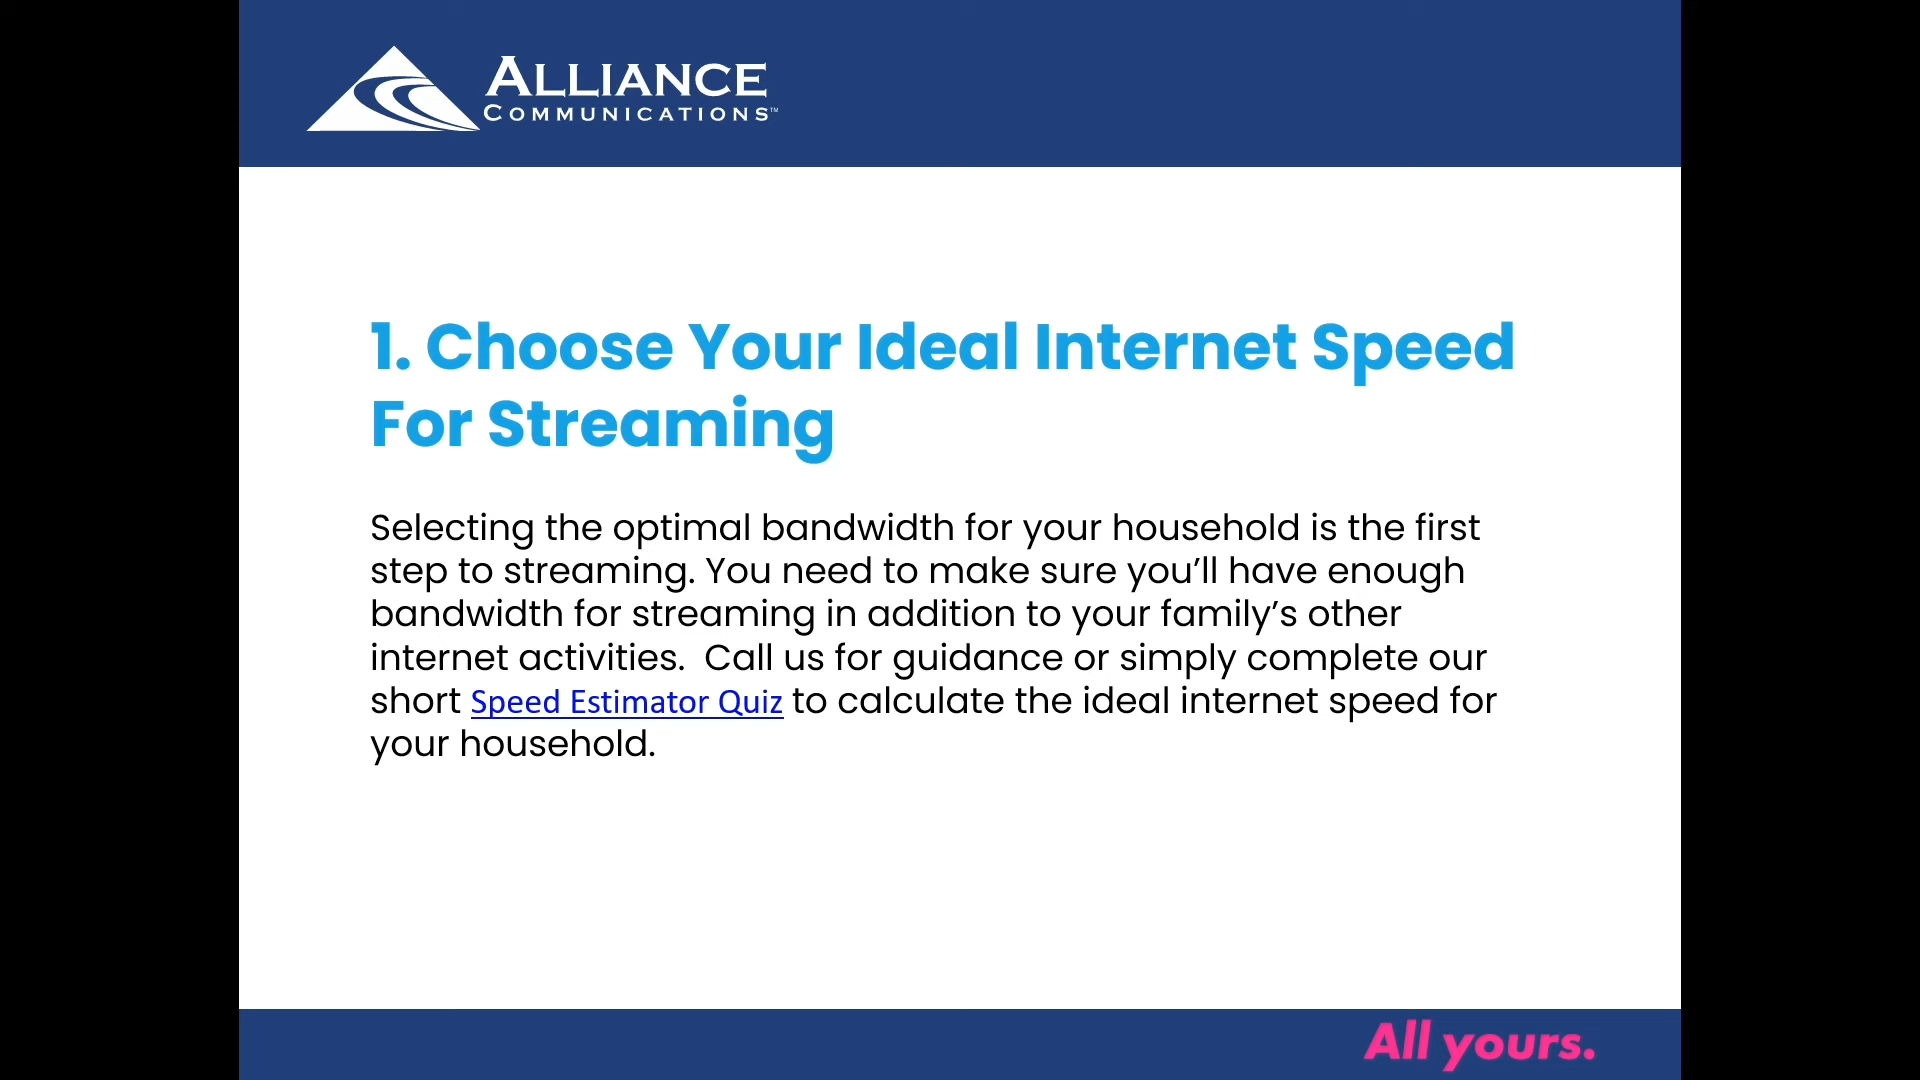 ALLIANCE
COMMUNICATIONS™
1. Choose Your Ideal Internet Speed
For Streaming
Selecting the optimal bandwidth for your household is the first
step to streaming. You need to make sure you’ll have enough
bandwidth for streaming in addition to your family’s other
internet activities.  Call us for guidance or simply complete our
short Speed Estimator Quiz to calculate the ideal internet speed for
your household.
All yours.